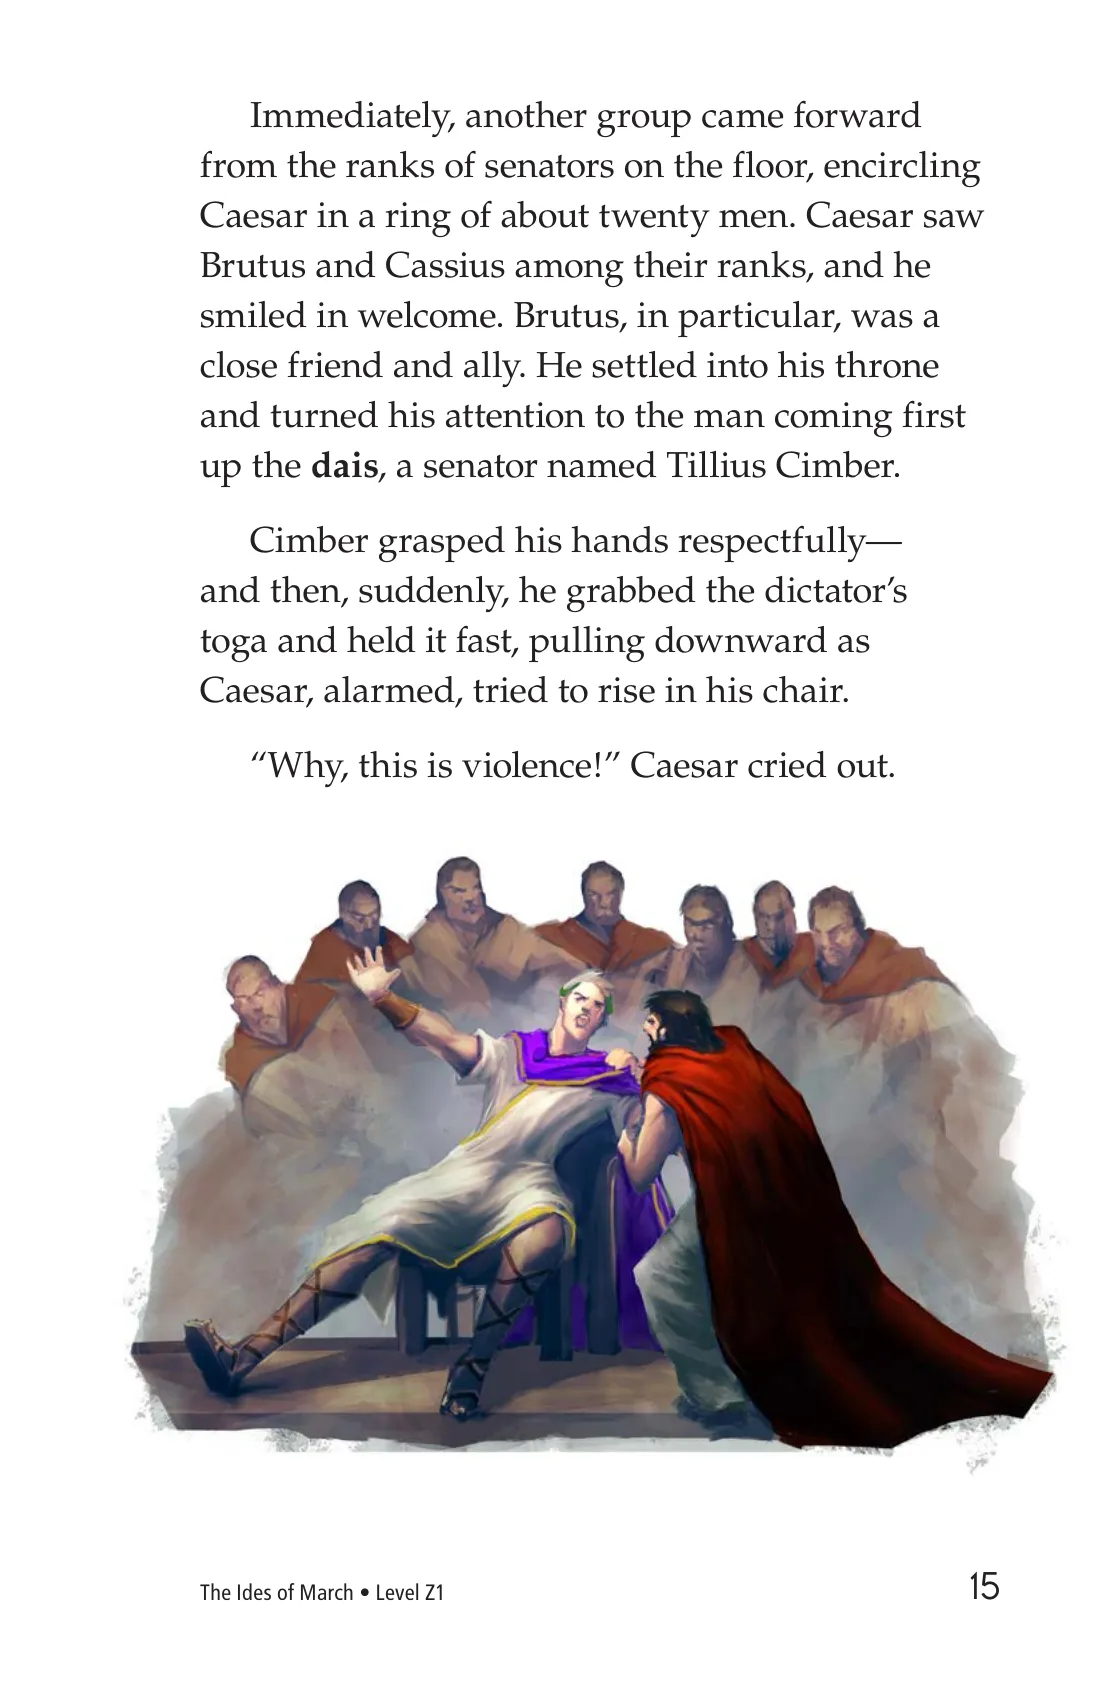 Immediately, another group came forward
from the ranks of senators on the floor, encircling
Caesar in a ring of about twenty men. Caesar saw
Brutus and Cassius among their ranks, and he
smiled in welcome. Brutus, in particular, was a
close friend and ally. He settled into his throne
and turned his attention to the man coming first
up the dais, a senator named Tillius Cimber.
Cimber grasped his hands respectfully—
and then, suddenly, he grabbed the dictator’s
toga and held it fast, pulling downward as
Caesar, alarmed, tried to rise in his chair.
“Why, this is violence!” Caesar cried out.
The Ides of March • Level Z1
15